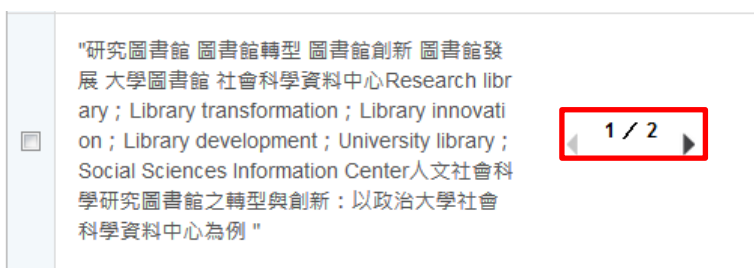 "研究圖書館 圖書館轉型 圖書館創新 圖書館發
展 大學圖書館 社會科學資料中心Research libr
ary；Library transformation；Library innovati
on；Library development；University library；
Social Sciences Information Center人文社會科
學研究圖書館之轉型與創新：以政治大學社會
科學資料中心為例 "
1 / 2